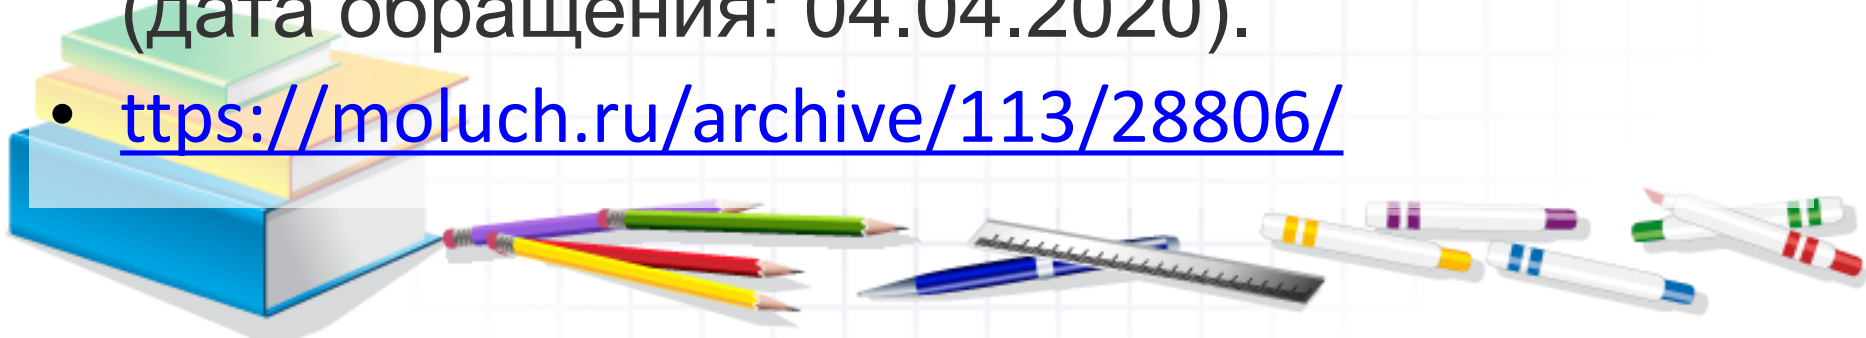 (дата обращения: 04.04.2020).
• ttps://moluch.ru/archive/113/28806/